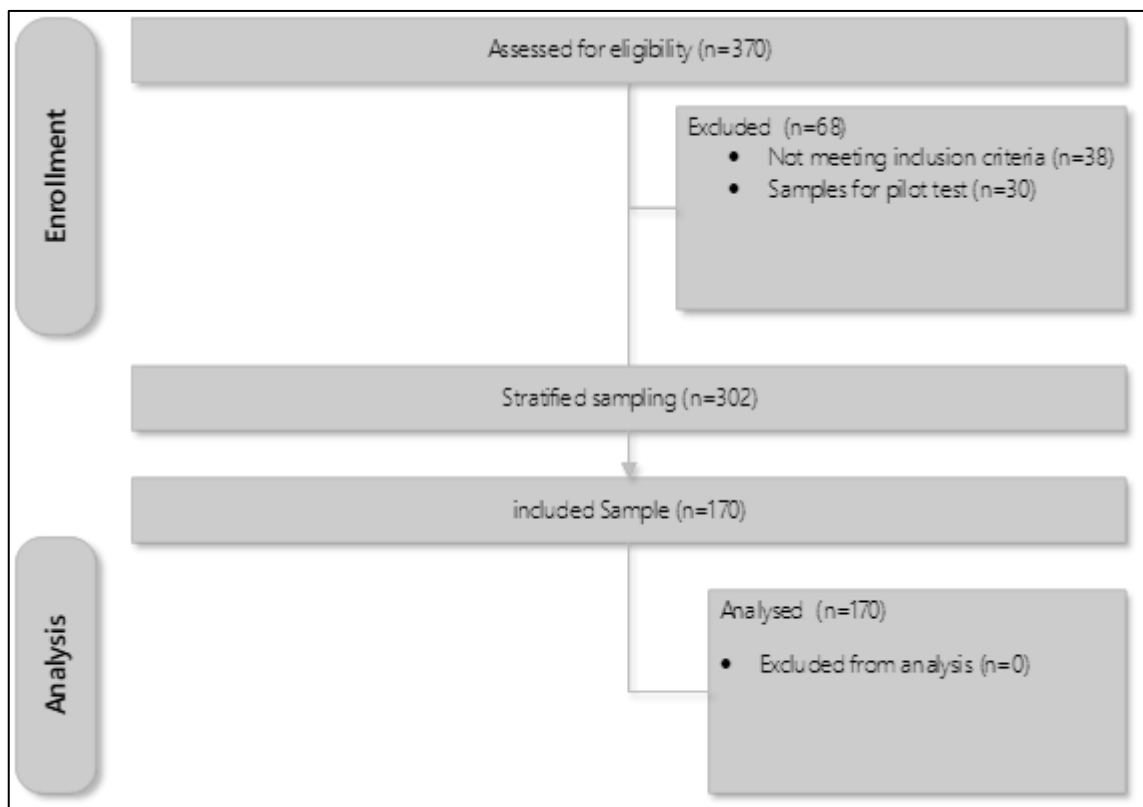 Enrollment
Assessed for eligibility (n=370)
Excluded (n=68)
• Not meeting inclusion criteria (n=38)
• Samples for pilot test (n=30)
Stratified sampling (n=302)
included Sample (n=170)
Analysis
Analysed (n=170)
• Excluded from analysis (n=0)